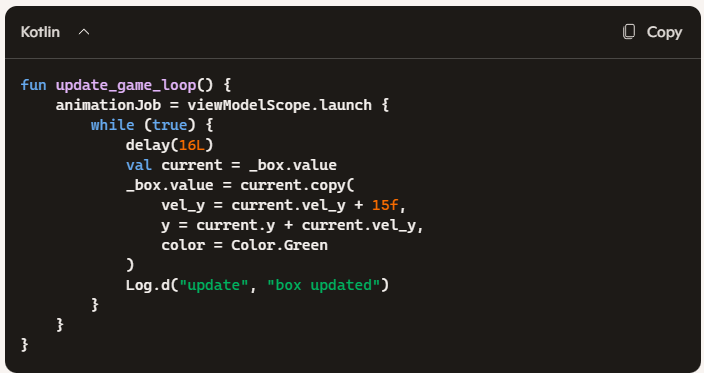 Kotlin
Copy
fun update_game_loop() {
    animationJob = viewModelScope.launch {
        while (true) {
            delay(16L)
            val current = _box.value
            _box.value = current.copy(
                vel_y = current.vel_y + 15f,
                y = current.y + current.vel_y,
                color = Color.Green
            )
            Log.d("update", "box updated")
        }
    }
}